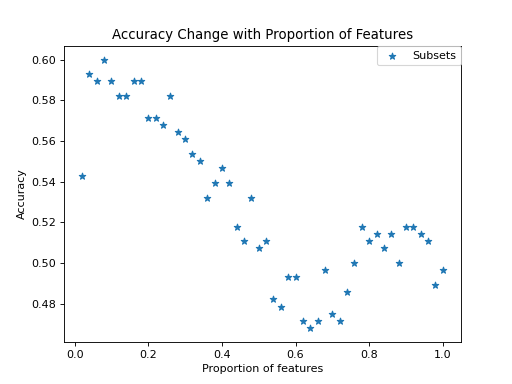 Accuracy Change with Proportion of Features
Subsets
0.60
0.58
0.56
0.54
0.52
0.50
0.48
Accuracy
0.0 0.2 0.4 0.6 0.8 1.0
Proportion of features